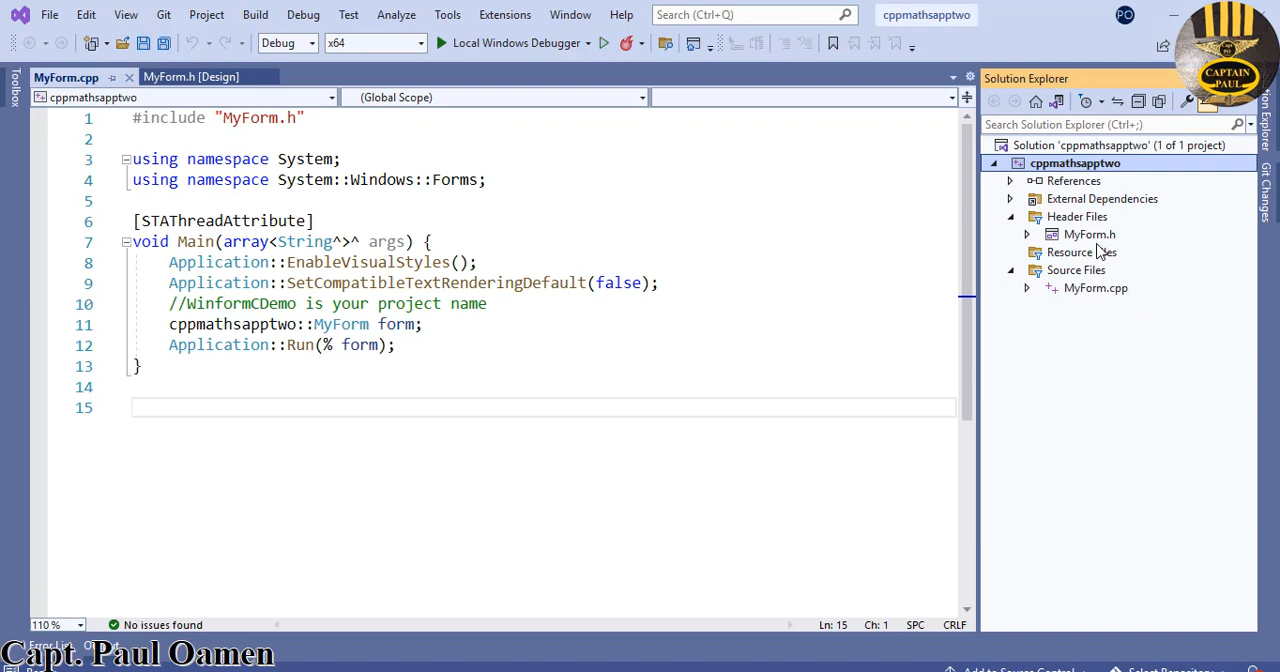 File Edit View Git Project Build Debug Test Analyze Tools Extensions Window Help Search (Ctrl+Q) cppmathsapptwo PO
Debug x64 Local Windows Debugger
CAPTAIN
PAUL
Toolbox
MyForm.cpp MyForm.h [Design]
cppmathsapptwo (Global Scope)
1 #include "MyForm.h"
2
3 using namespace System;
4 using namespace System::Windows::Forms;
5
6 [STAThreadAttribute]
7 void Main(array<String^>^ args) {
8 Application::EnableVisualStyles();
9 Application::SetCompatibleTextRenderingDefault(false);
10 //WinformCDemo is your project name
11 cppmathsapptwo::MyForm form;
12 Application::Run(% form);
13 }
14
15
110 % No issues found Ln: 15 Ch: 1 SPC CRLF
Solution Explorer
Search Solution Explorer (Ctrl+;)
Solution 'cppmathsapptwo' (1 of 1 project)
cppmathsapptwo
References
External Dependencies
Header Files
MyForm.h
Resource Files
Source Files
MyForm.cpp
Explorer
Git Changes
Capt. Paul Oamen